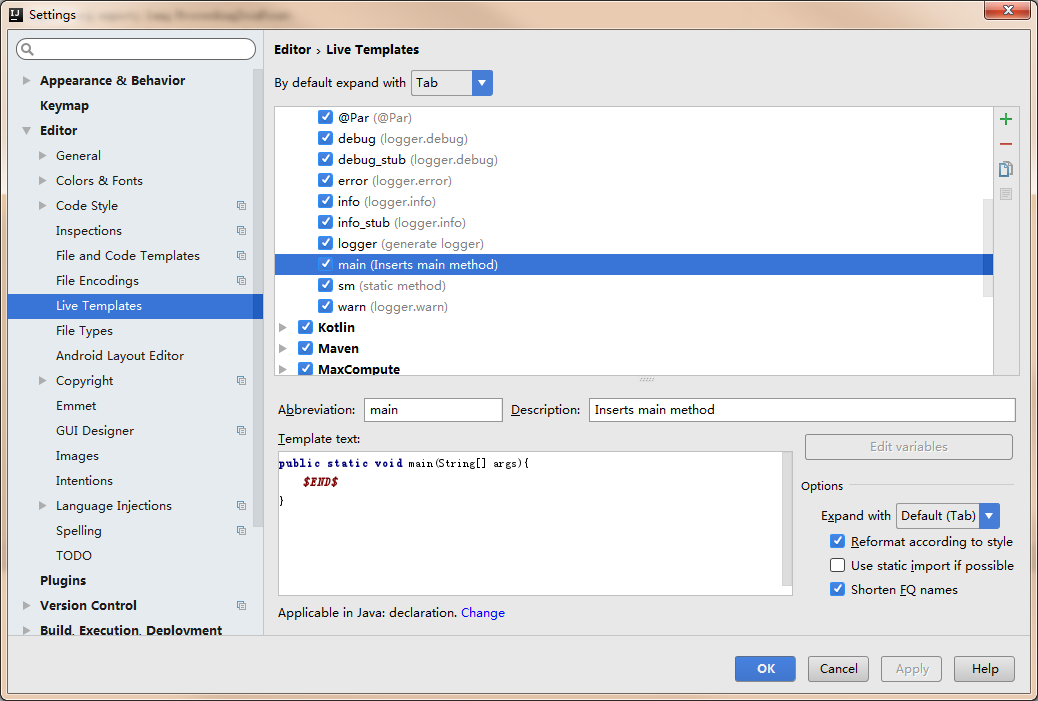 Settings
Editor › Live Templates
By default expand with Tab
Appearance & Behavior
Keymap
Editor
General
Colors & Fonts
Code Style
Inspections
File and Code Templates
File Encodings
Live Templates
File Types
Android Layout Editor
Copyright
Emmet
GUI Designer
Images
Intentions
Language Injections
Spelling
TODO
Plugins
Version Control
Build, Execution, Deployment
@Par (@Par)
debug (logger.debug)
debug_stub (logger.debug)
error (logger.error)
info (logger.info)
info_stub (logger.info)
logger (generate logger)
main (Inserts main method)
sm (static method)
warn (logger.warn)
Kotlin
Maven
MaxCompute
Abbreviation: main Description: Inserts main method
Template text:
public static void main(String[] args){
$END$
}
Edit variables
Options
Expand with Default (Tab)
Reformat according to style
Use static import if possible
Shorten FQ names
Applicable in Java: declaration. Change
OK Cancel Apply Help